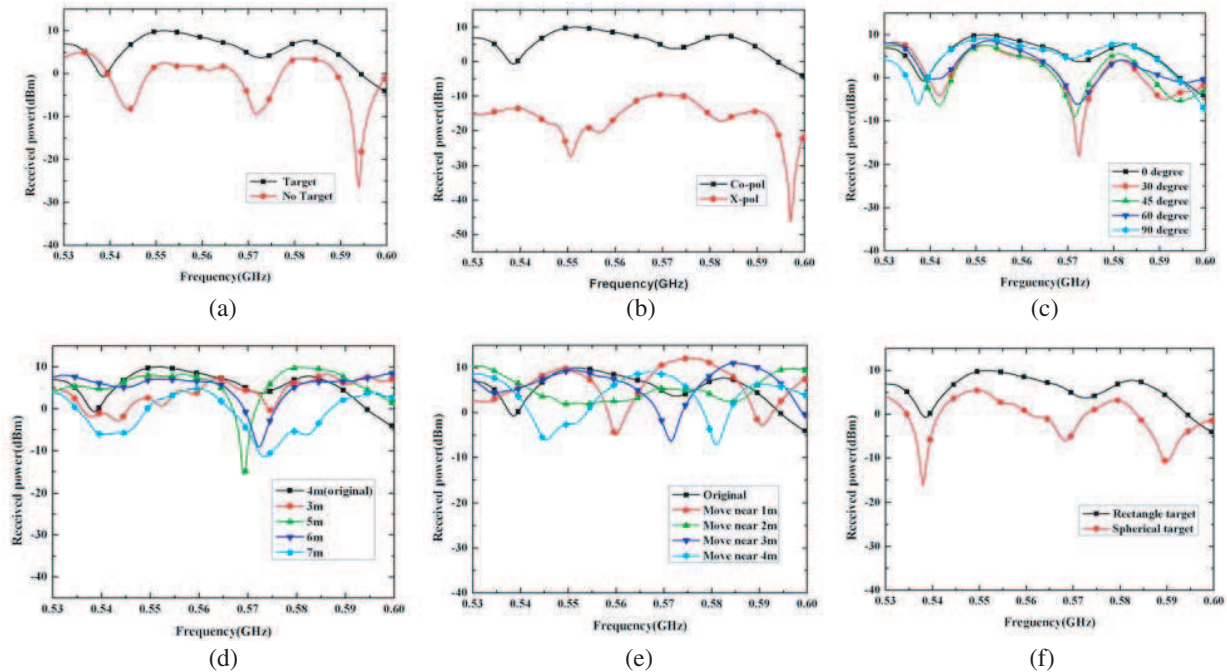 20
10
0
-10
-20
-30
-40
Received power(dBm)
Target
No Target
0.53 0.54 0.55 0.56 0.57 0.58 0.59 0.60
Frequency(GHz)
(a)
20
10
0
-10
-20
-30
-40
-50
Received power(dBm)
Co-pol
X-pol
0.53 0.54 0.55 0.56 0.57 0.58 0.59 0.60
Frequency(GHz)
(b)
20
10
0
-10
-20
-30
-40
Received power(dBm)
0 degree
30 degree
45 degree
60 degree
90 degree
0.53 0.54 0.55 0.56 0.57 0.58 0.59 0.60
Freguency(GHz)
(c)
10
0
-10
-20
-30
-40
Received power(dBm)
4m(original)
3m
5m
6m
7m
0.53 0.54 0.55 0.56 0.57 0.58 0.59 0.60
Frequency(GHz)
(d)
20
10
0
-10
-20
-30
-40
Received power(dBm)
Original
Move near 1m
Move near 2m
Move near 3m
Move near 4m
0.53 0.54 0.55 0.56 0.57 0.58 0.59 0.60
Frequency(GHz)
(e)
20
10
0
-10
-20
-30
-40
Received power(dBm)
Rectangle target
Spherical target
0.53 0.54 0.55 0.56 0.57 0.58 0.59 0.60
Freguency(GHz)
(f)